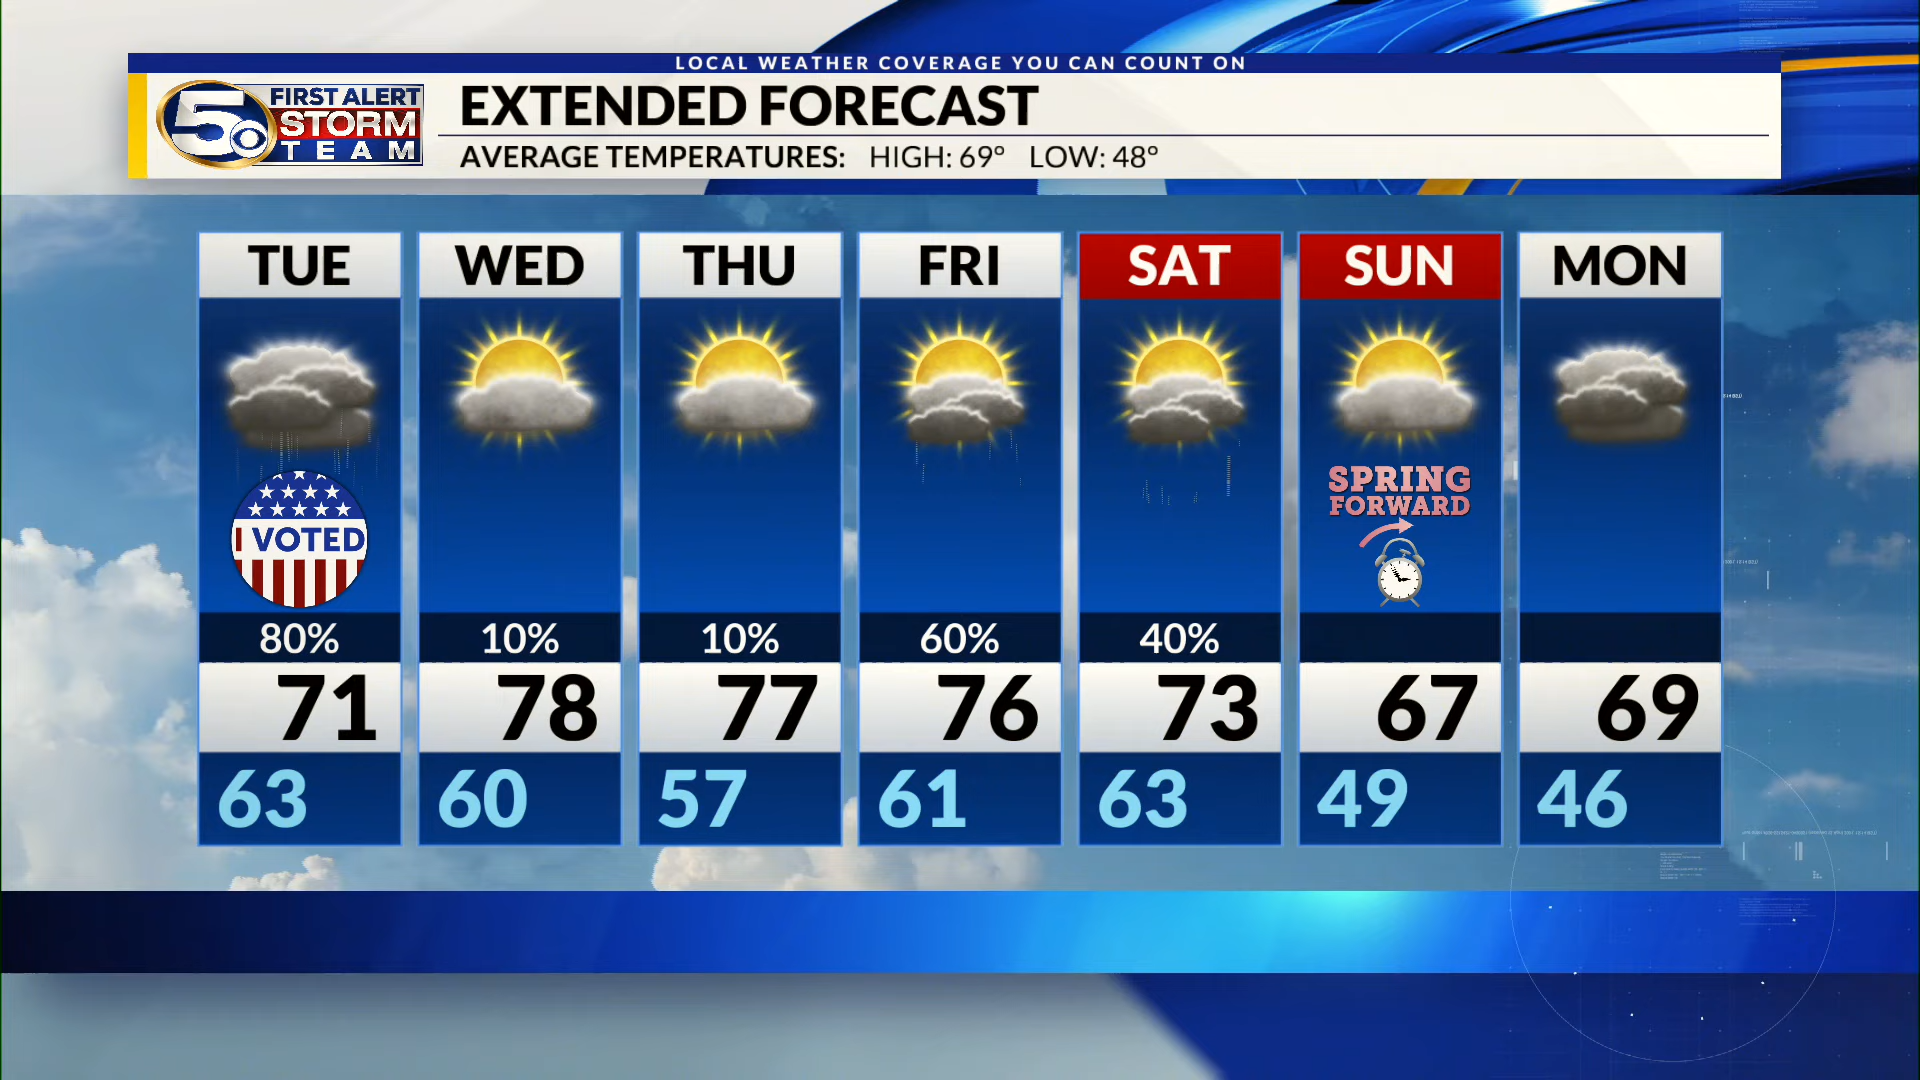 LOCAL WEATHER COVERAGE YOU CAN COUNT ON
5 FIRST ALERT
STORM
TEAM
EXTENDED FORECAST
AVERAGE TEMPERATURES: HIGH: 69° LOW: 48°
TUE WED THU FRI SAT SUN MON
SPRING
FORWARD
I VOTED
80% 10% 10% 60% 40%
71 78 77 76 73 67 69
63 60 57 61 63 49 46